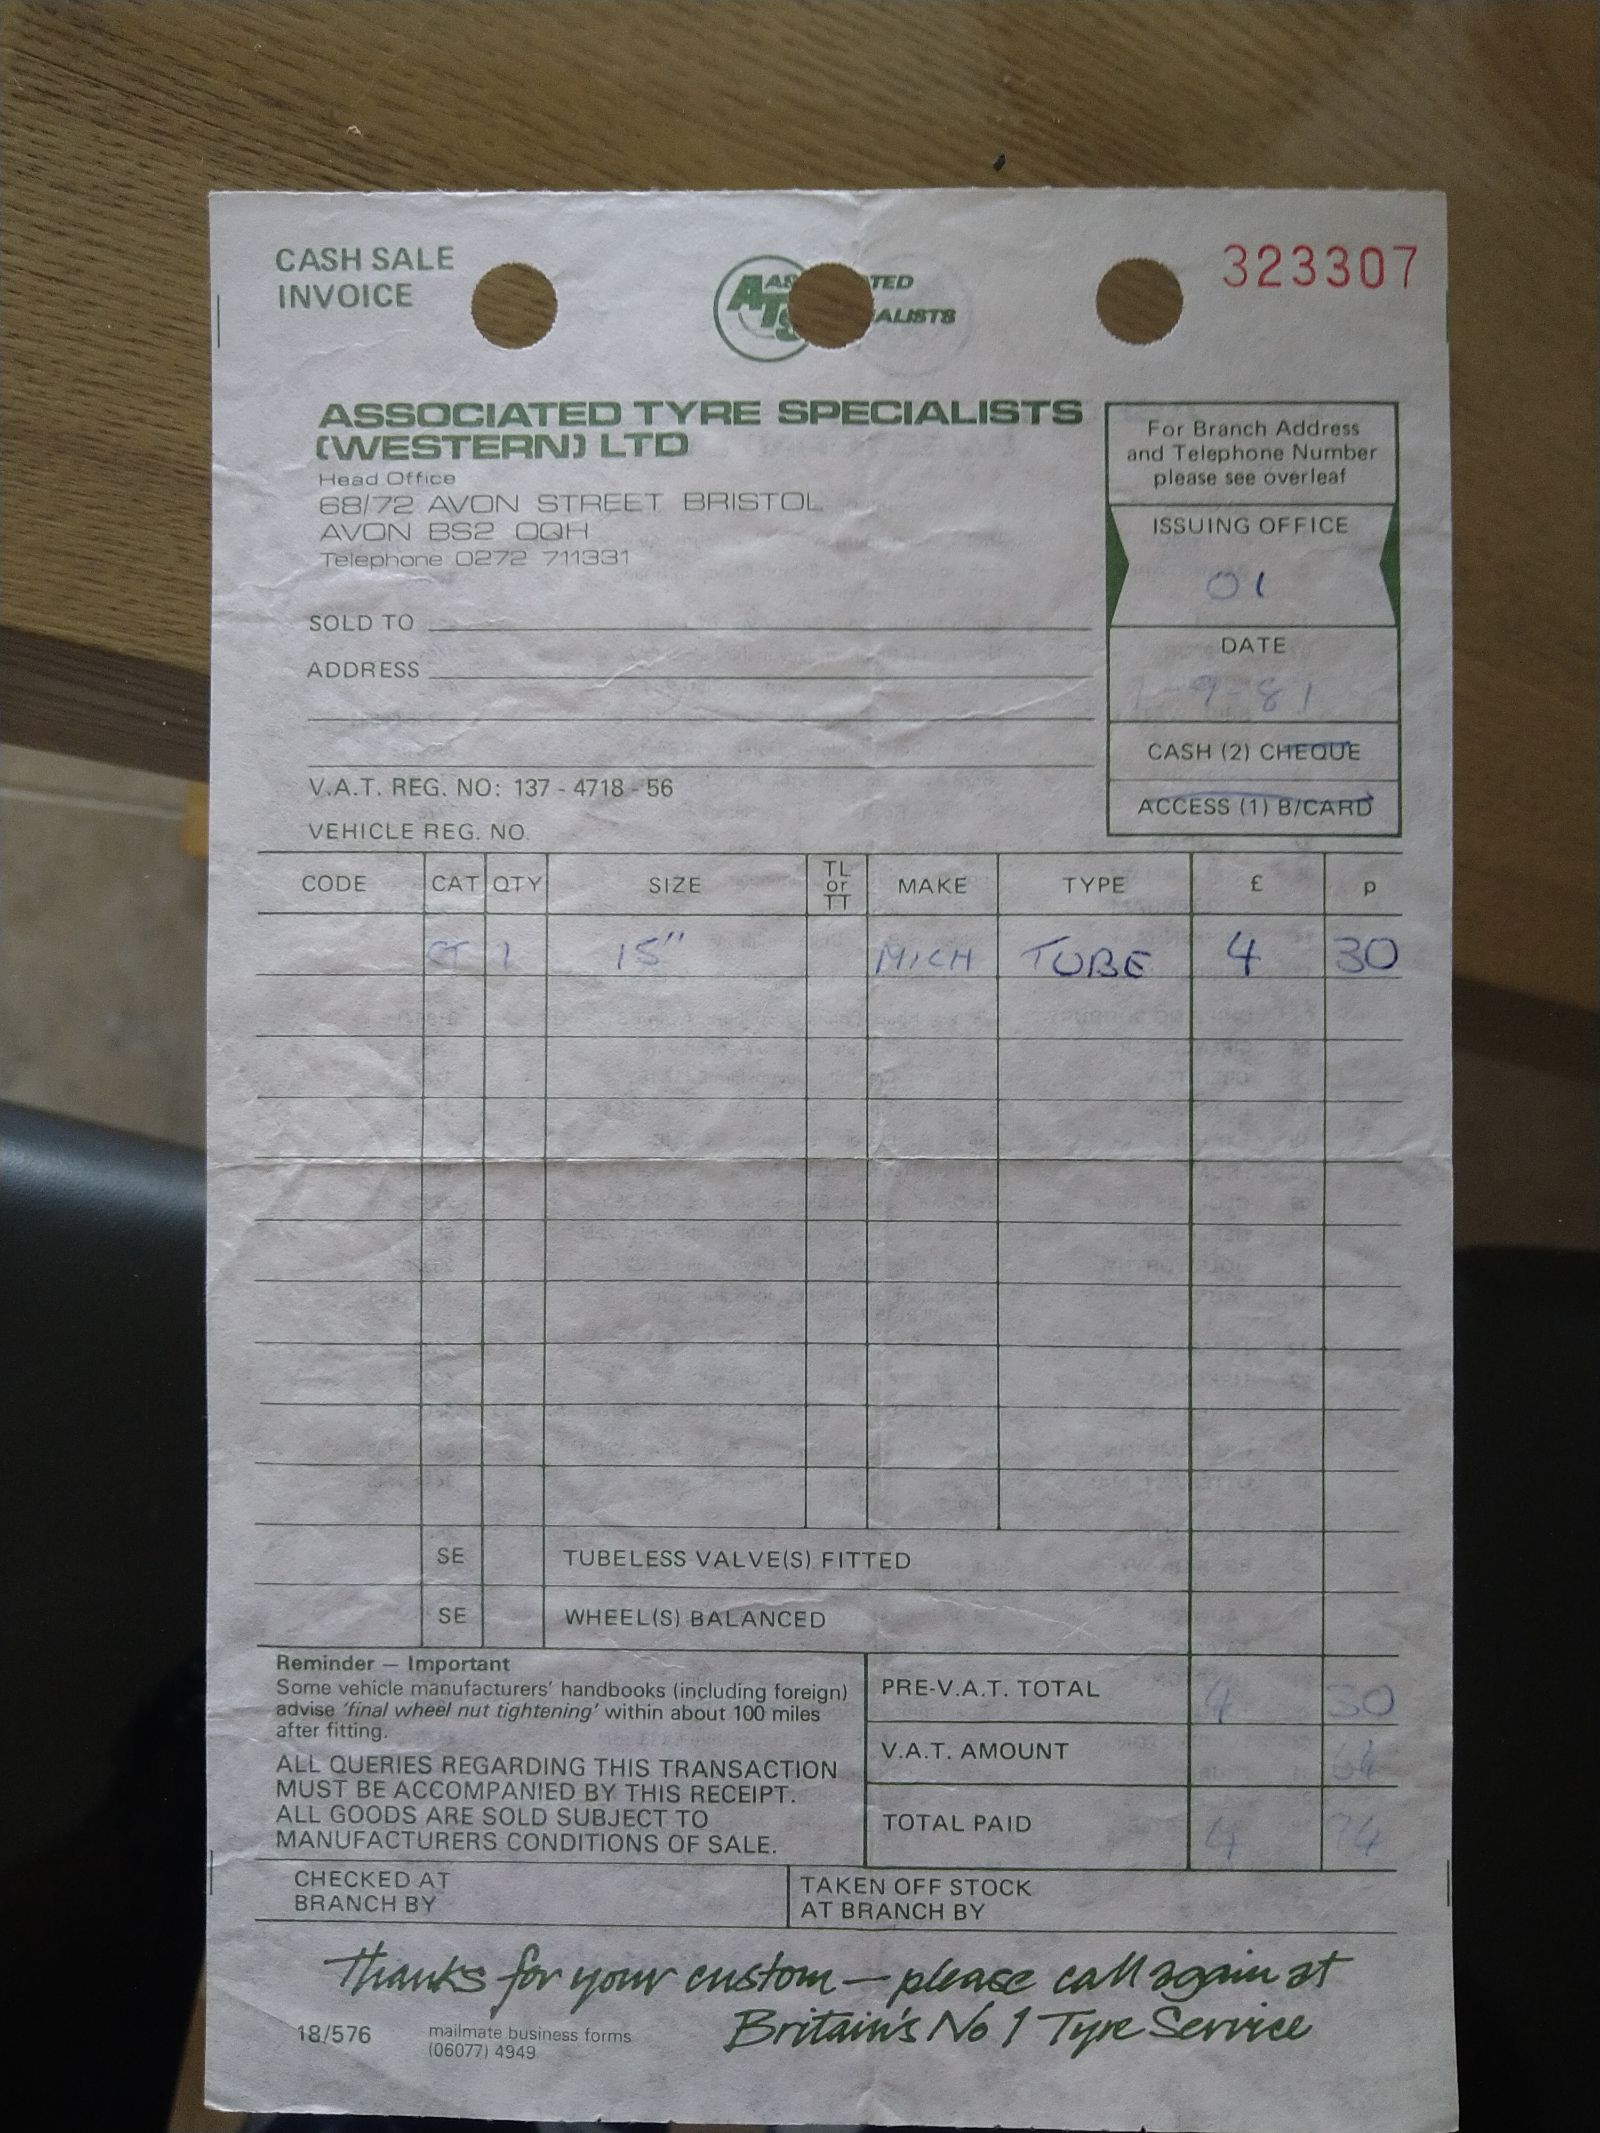 CASH SALE
INVOICE
ATS
TED
ALISTS
323307
ASSOCIATED TYRE SPECIALISTS
(WESTERN) LTD
Head Office
68/72 AVON STREET BRISTOL
AVON BS2 0QH
Telephone 0272 711331
For Branch Address
and Telephone Number
please see overleaf
ISSUING OFFICE
01
DATE
1-9-81
CASH (2) CHEQUE
ACCESS (1) B/CARD
SOLD TO
ADDRESS
V.A.T. REG. NO: 137 - 4718 - 56
VEHICLE REG. NO.
CODE CAT QTY SIZE TL or TT MAKE TYPE £ p
CT 1 15" MICH TUBE 4 30
SE TUBELESS VALVE(S) FITTED
SE WHEEL(S) BALANCED
Reminder — Important
Some vehicle manufacturers' handbooks (including foreign)
advise 'final wheel nut tightening' within about 100 miles
after fitting.
ALL QUERIES REGARDING THIS TRANSACTION
MUST BE ACCOMPANIED BY THIS RECEIPT.
ALL GOODS ARE SOLD SUBJECT TO
MANUFACTURERS CONDITIONS OF SALE.
PRE-V.A.T. TOTAL 4 30
V.A.T. AMOUNT 64
TOTAL PAID 4 94
CHECKED AT
BRANCH BY
TAKEN OFF STOCK
AT BRANCH BY
Thanks for your custom — please call again at
Britain's No 1 Tyre Service
18/576
mailmate business forms
(06077) 4949